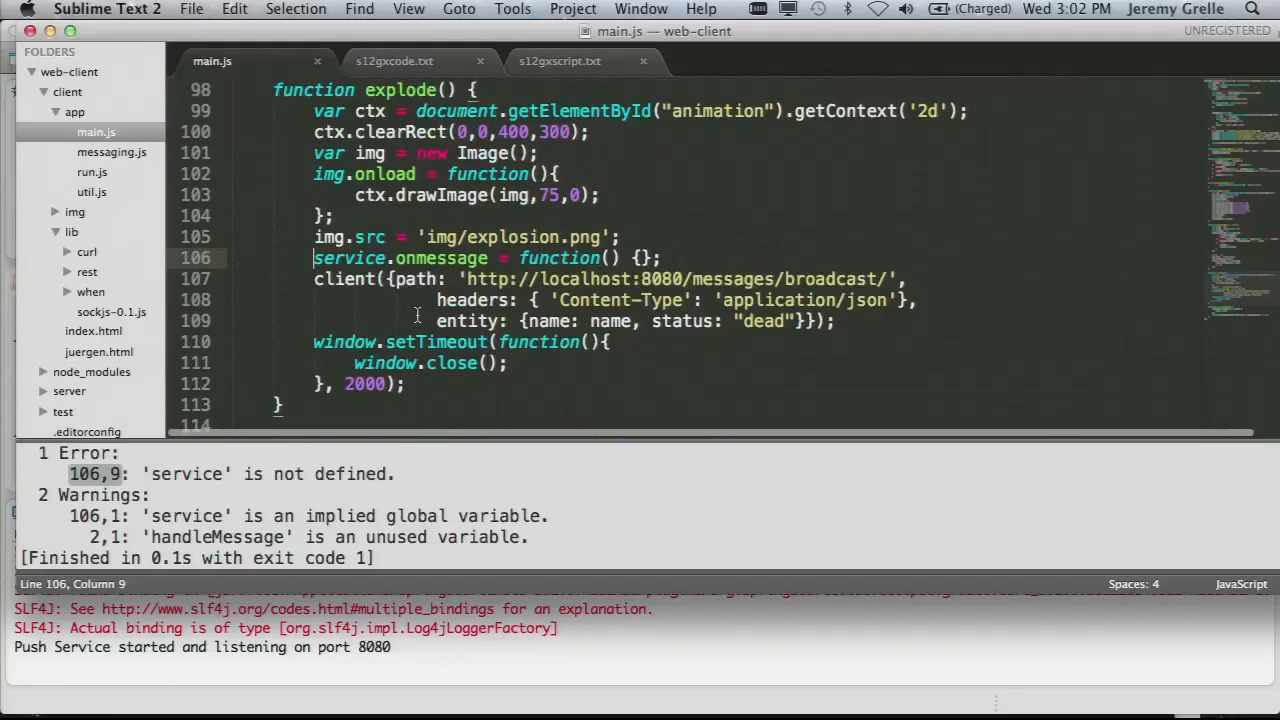 Sublime Text 2 File Edit Selection Find View Goto Tools Project Window Help (Charged) Wed 3:02 PM Jeremy Grelle
main.js — web-client
UNREGISTERED
FOLDERS
web-client
client
app
main.js
messaging.js
run.js
util.js
img
lib
curl
rest
when
sockjs-0.1.js
index.html
juergen.html
node_modules
server
test
.editorconfig
main.js × s12gxcode.txt × s12gxscript.txt ×
98 function explode() {
99 var ctx = document.getElementById("animation").getContext('2d');
100 ctx.clearRect(0,0,400,300);
101 var img = new Image();
102 img.onload = function(){
103 ctx.drawImage(img,75,0);
104 };
105 img.src = 'img/explosion.png';
106 service.onmessage = function() {};
107 client({path: 'http://localhost:8080/messages/broadcast/',
108 headers: { 'Content-Type': 'application/json'},
109 entity: {name: name, status: "dead"}});
110 window.setTimeout(function(){
111 window.close();
112 }, 2000);
113 }
114
1 Error:
106,9: 'service' is not defined.
2 Warnings:
106,1: 'service' is an implied global variable.
2,1: 'handleMessage' is an unused variable.
[Finished in 0.1s with exit code 1]
Line 106, Column 9
Spaces: 4 JavaScript
SLF4J: See http://www.slf4j.org/codes.html#multiple_bindings for an explanation.
SLF4J: Actual binding is of type [org.slf4j.impl.Log4jLoggerFactory]
Push Service started and listening on port 8080